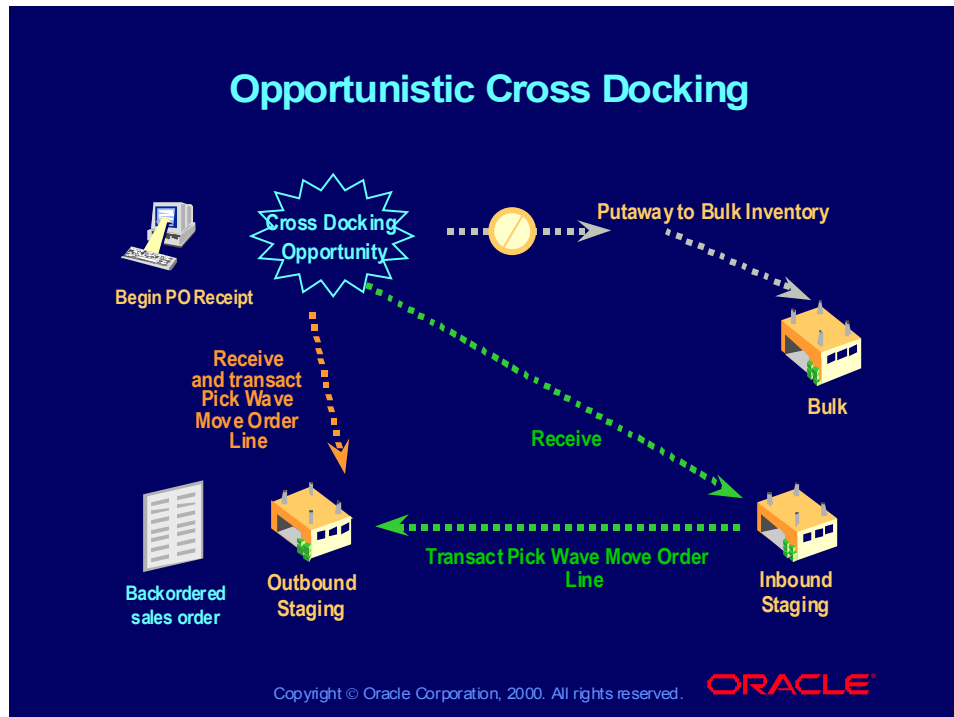 Opportunistic Cross Docking
Cross Docking
Opportunity
Putaway to Bulk Inventory
Begin PO Receipt
Receive
and transact
Pick Wave
Move Order
Line
Bulk
Receive
Transact Pick Wave Move Order
Line
Backordered
sales order
Outbound
Staging
Inbound
Staging
Copyright © Oracle Corporation, 2000. All rights reserved.
ORACLE®